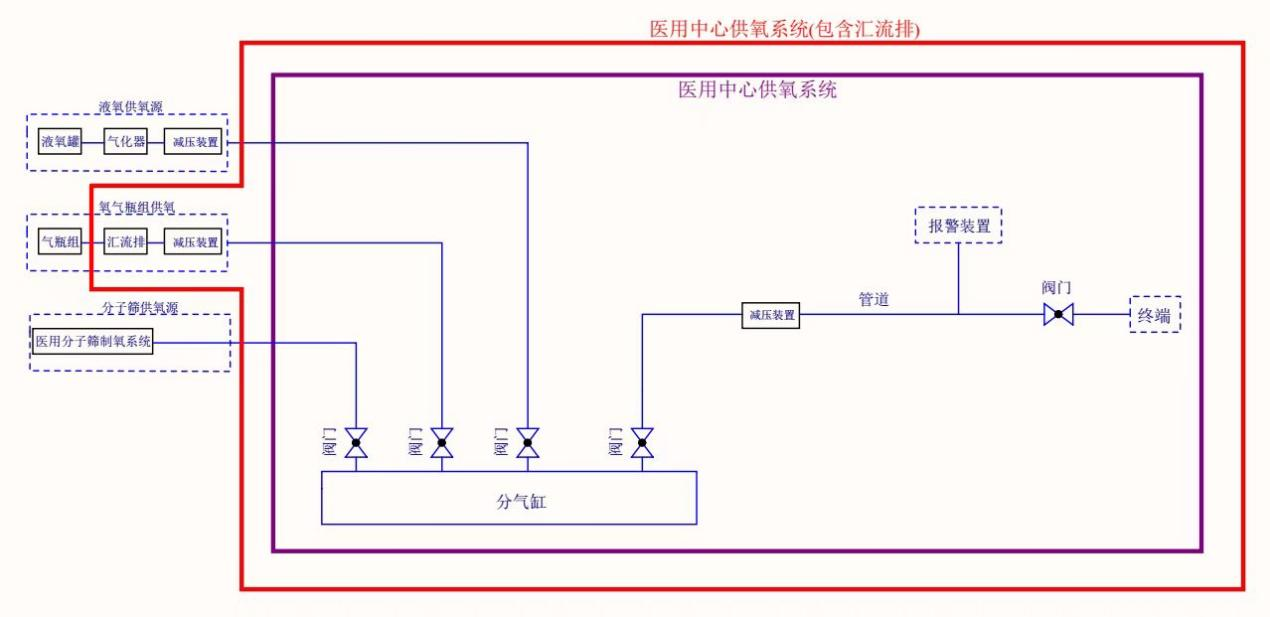 医用中心供氧系统(包含汇流排)
医用中心供氧系统
液氧供氧源
液氧罐
气化器
减压装置
氧气瓶组供氧
气瓶组
汇流排
减压装置
分子筛供氧源
医用分子筛制氧系统
报警装置
阀门
管道
减压装置
终端
阀门
阀门
阀门
阀门
分气缸